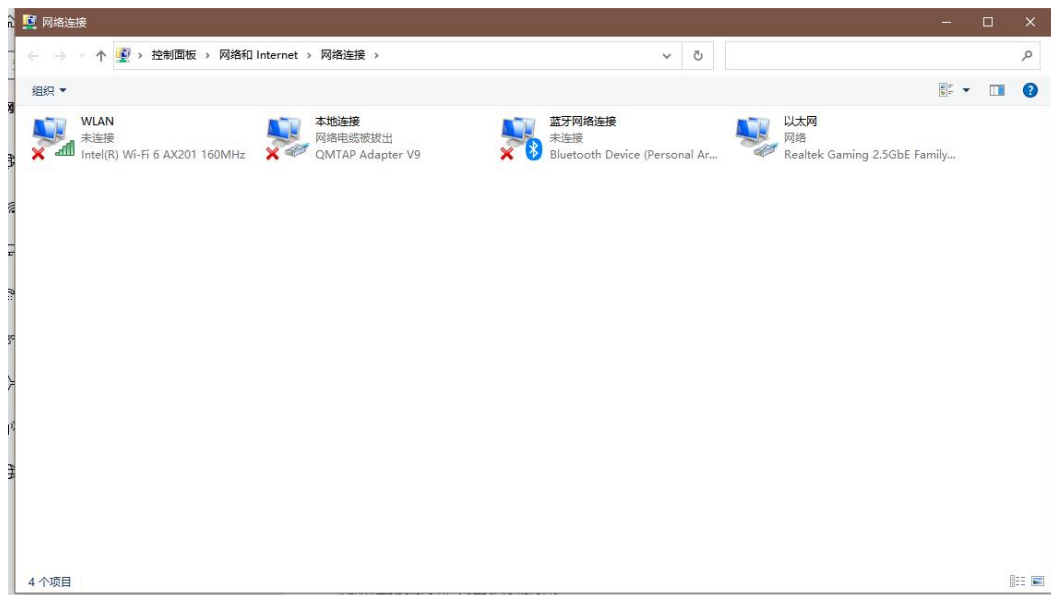 网络连接
控制面板 › 网络和 Internet › 网络连接 ›
组织
WLAN
未连接
Intel(R) Wi-Fi 6 AX201 160MHz
本地连接
网络电缆被拔出
QMTAP Adapter V9
蓝牙网络连接
未连接
Bluetooth Device (Personal Ar...
以太网
网络
Realtek Gaming 2.5GbE Family...
4 个项目